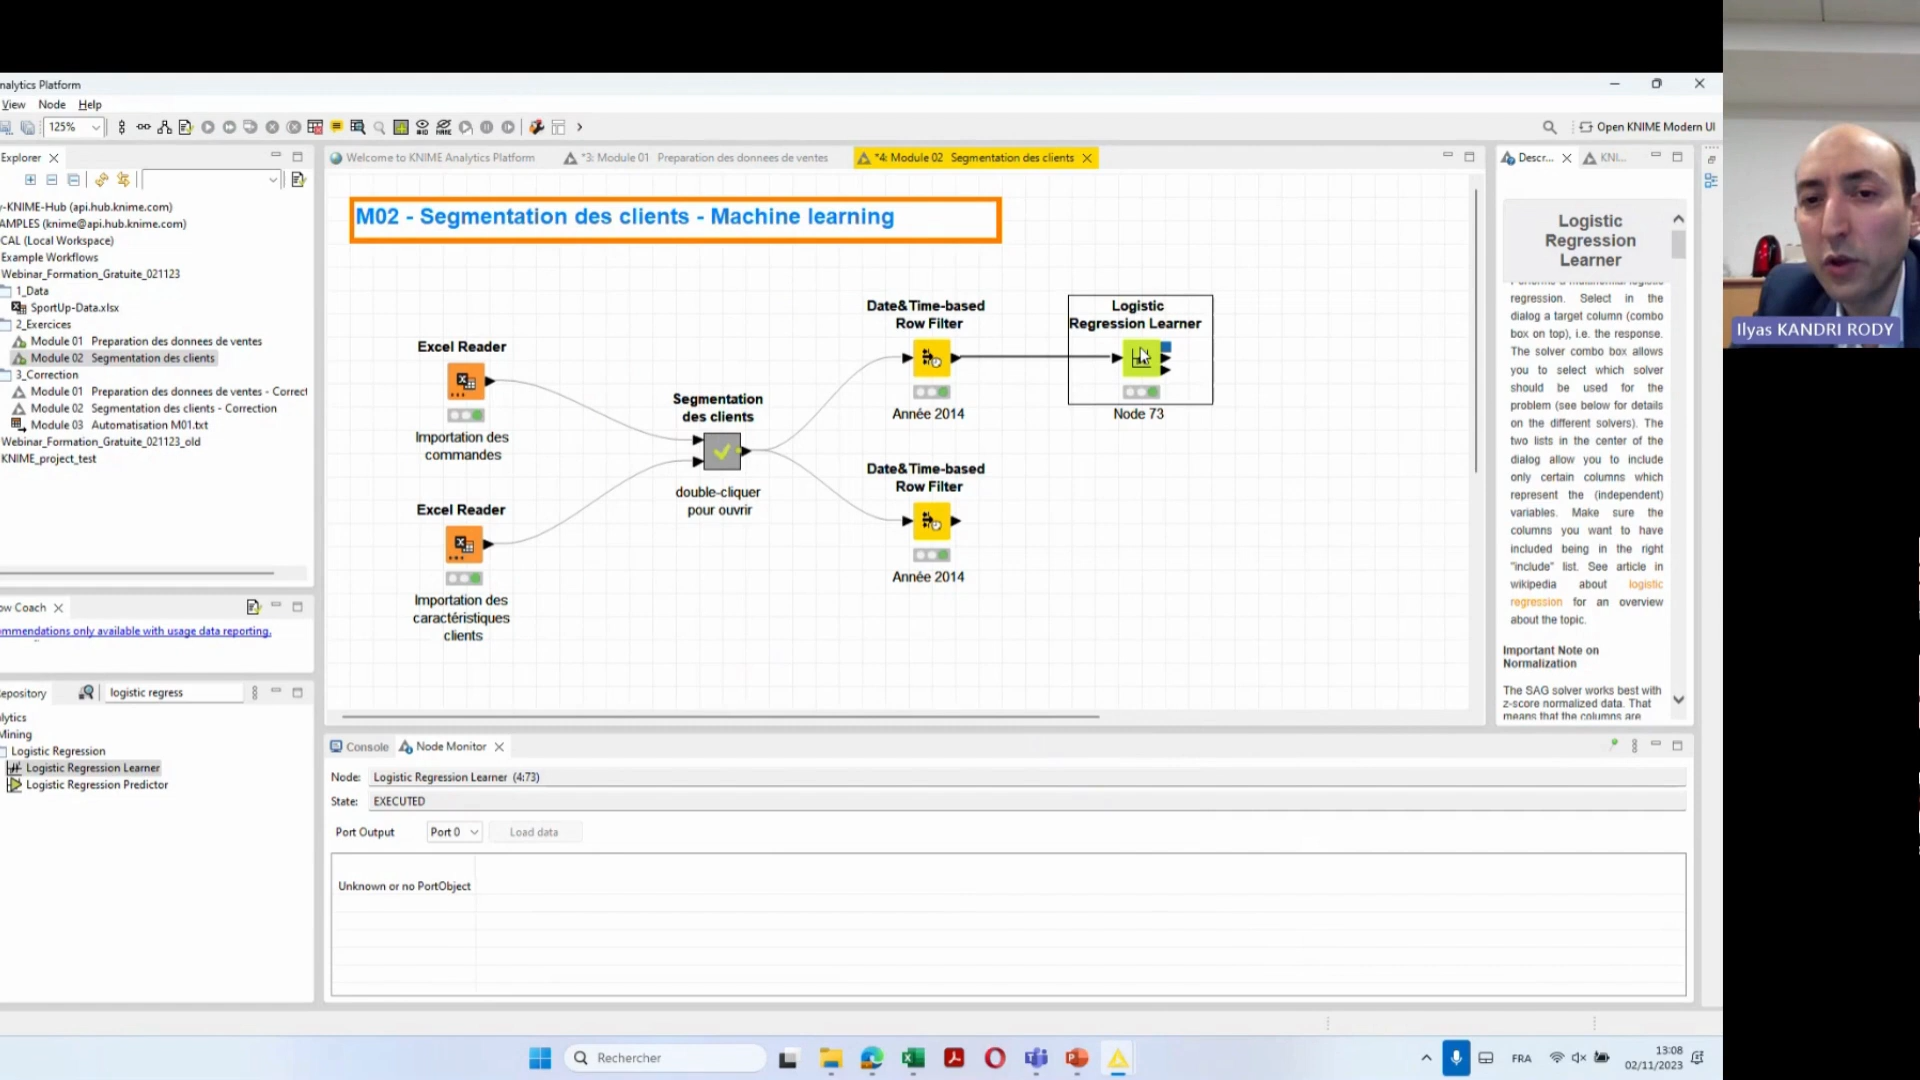 nalytics Platform
View Node Help
125%
Open KNIME Modern UI
Explorer
Welcome to KNIME Analytics Platform
*3: Module 01 Preparation des donnees de ventes
*4: Module 02 Segmentation des clients
Descr...
KNI...
y-KNIME-Hub (api.hub.knime.com)
AMPLES (knime@api.hub.knime.com)
CAL (Local Workspace)
Example Workflows
Webinar_Formation_Gratuite_021123
1_Data
SportUp-Data.xlsx
2_Exercices
Module 01 Preparation des donnees de ventes
Module 02 Segmentation des clients
3_Correction
Module 01 Preparation des donnees de ventes - Correct
Module 02 Segmentation des clients - Correction
Module 03 Automatisation M01.txt
Webinar_Formation_Gratuite_021123_old
KNIME_project_test
ow Coach
mmendations only available with usage data reporting.
epository
logistic regress
lytics
Mining
Logistic Regression
Logistic Regression Learner
Logistic Regression Predictor
M02 - Segmentation des clients - Machine learning
Excel Reader
Importation des
commandes
Excel Reader
Importation des
caractéristiques
clients
Segmentation
des clients
double-cliquer
pour ouvrir
Date&Time-based
Row Filter
Année 2014
Date&Time-based
Row Filter
Année 2014
Logistic
Regression Learner
Node 73
Logistic
Regression
Learner
regression. Select in the
dialog a target column (combo
box on top), i.e. the response.
The solver combo box allows
you to select which solver
should be used for the
problem (see below for details
on the different solvers). The
two lists in the center of the
dialog allow you to include
only certain columns which
represent the (independent)
variables. Make sure the
columns you want to have
included being in the right
"include" list. See article in
wikipedia about logistic
regression for an overview
about the topic.
Important Note on
Normalization
The SAG solver works best with
z-score normalized data. That
means that the columns are
Console
Node Monitor
Node: Logistic Regression Learner (4:73)
State: EXECUTED
Port Output Port 0 Load data
Unknown or no PortObject
Ilyas KANDRI RODY
Rechercher
FRA
13:08
02/11/2023